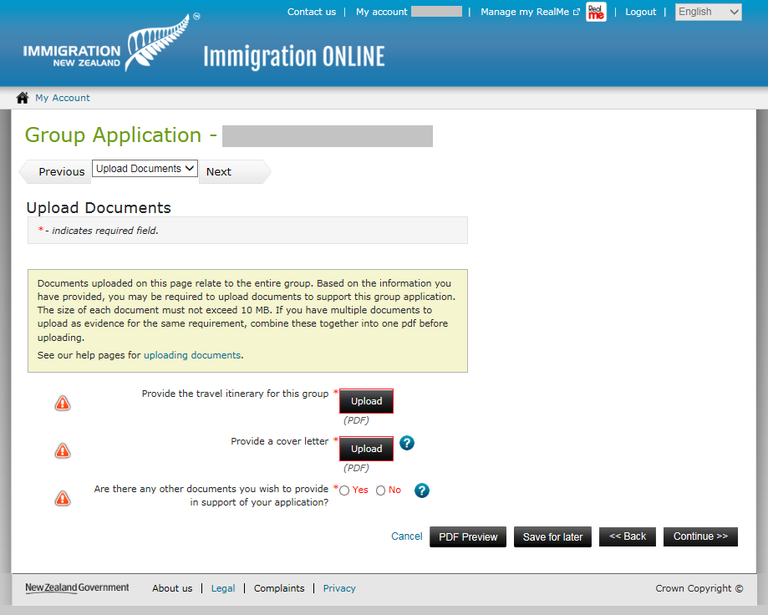 Contact us | My account | Manage my RealMe Real me | Logout | English
IMMIGRATION
NEW ZEALAND
®
Immigration ONLINE
My Account
Group Application -
Previous Upload Documents Next
Upload Documents
*- indicates required field.
Documents uploaded on this page relate to the entire group. Based on the information you
have provided, you may be required to upload documents to support this group application.
The size of each document must not exceed 10 MB. If you have multiple documents to
upload as evidence for the same requirement, combine these together into one pdf before
uploading.
See our help pages for uploading documents.
Provide the travel itinerary for this group * Upload
(PDF)
Provide a cover letter * Upload ?
(PDF)
Are there any other documents you wish to provide * Yes No ?
in support of your application?
Cancel PDF Preview Save for later << Back Continue >>
New Zealand Government About us | Legal | Complaints | Privacy Crown Copyright ©